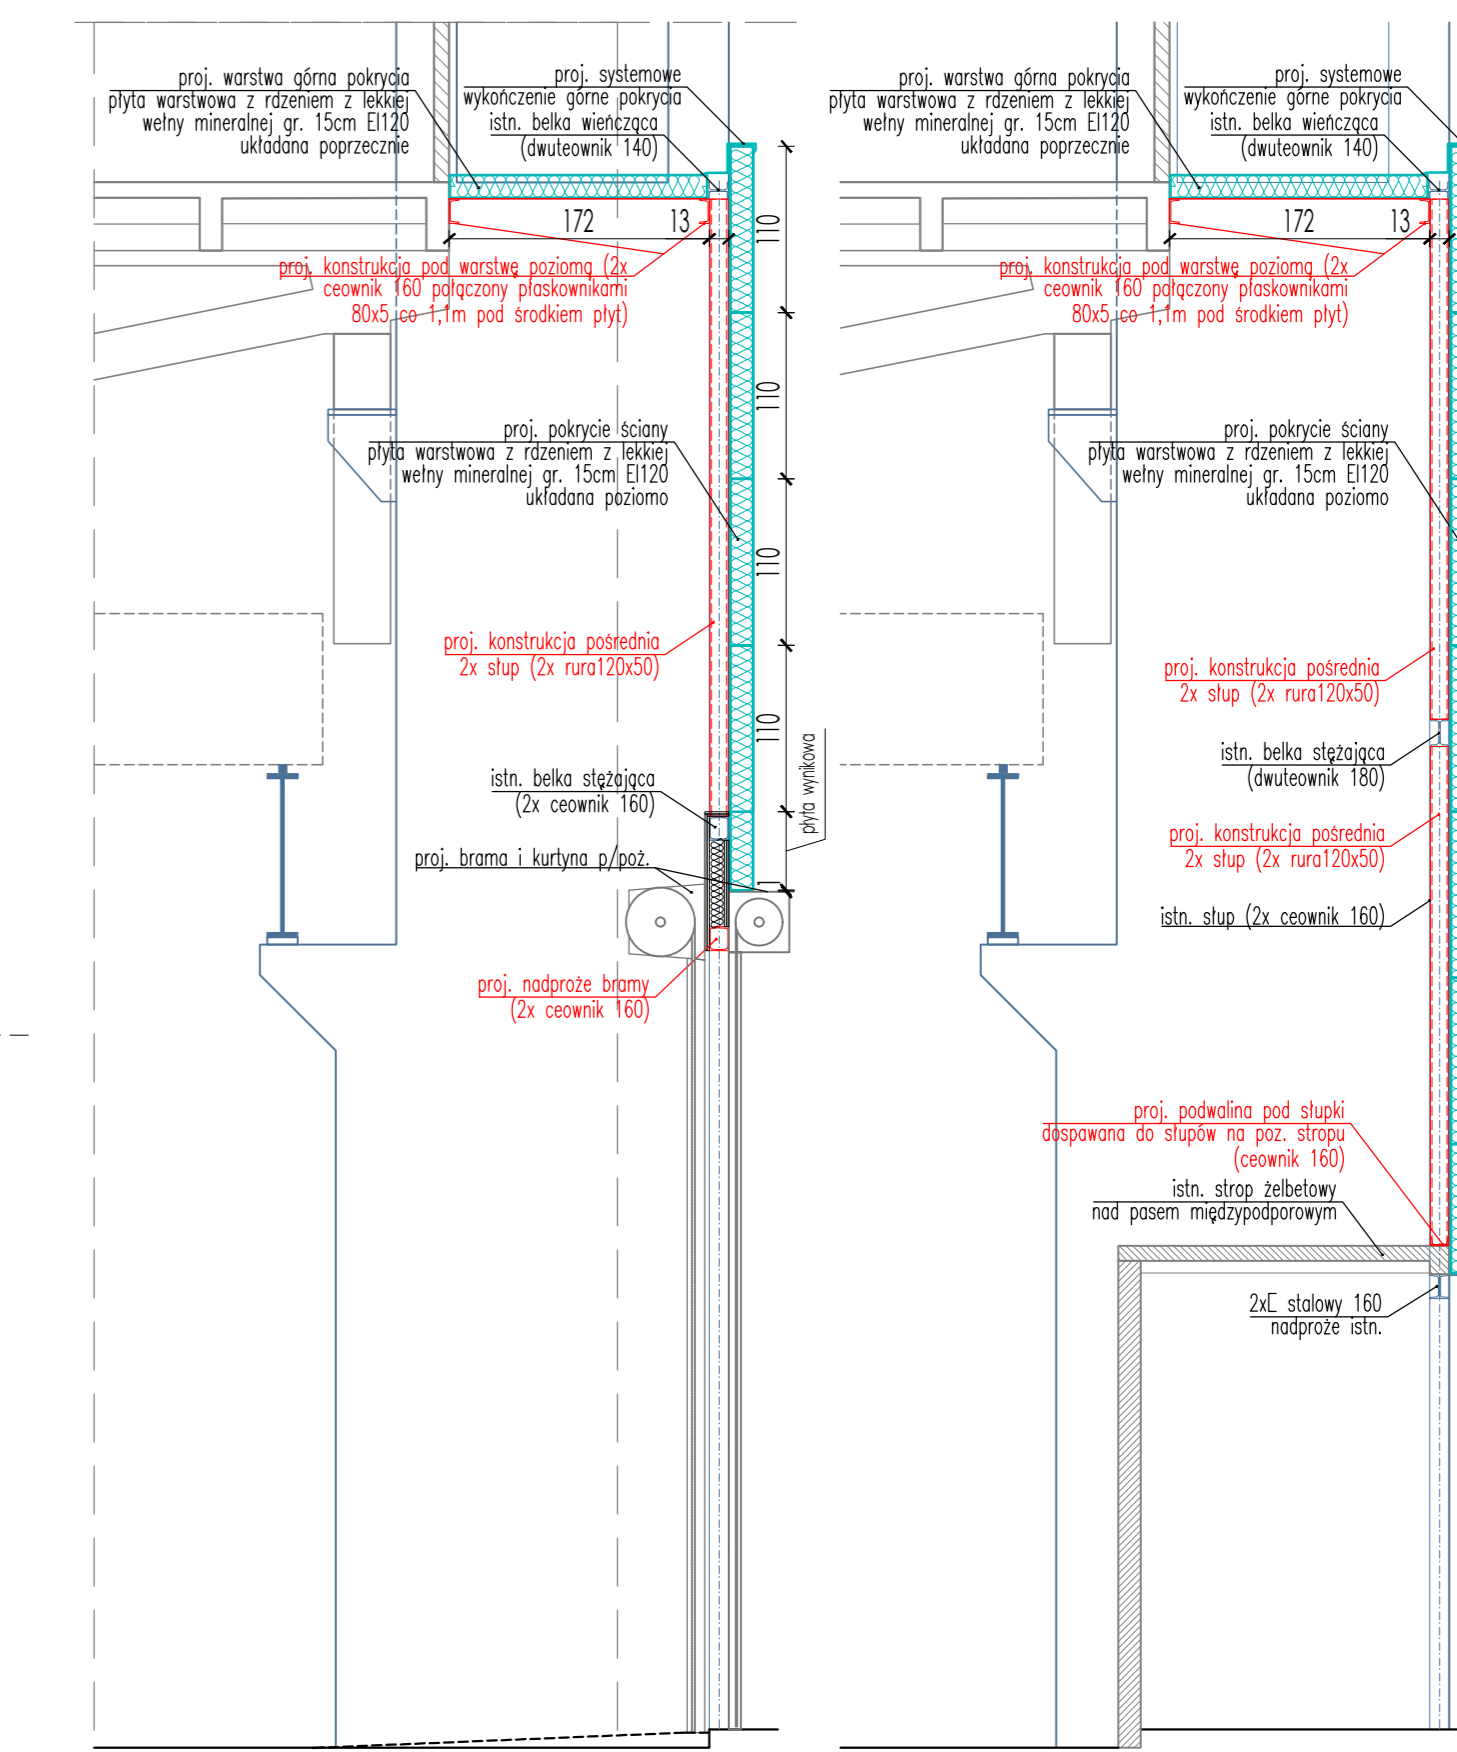 proj. warstwa górna pokrycia
płyta warstwowa z rdzeniem z lekkiej
wełny mineralnej gr. 15cm EI120
układana poprzecznie
proj. systemowe
wykończenie górne pokrycia
istn. belka wieńcząca
(dwuteownik 140)
172
13
110
proj. konstrukcja pod warstwę poziomą (2x
ceownik 160 połączony płaskownikami
80x5 co 1,1m pod środkiem płyt)
110
proj. pokrycie ściany
płyta warstwowa z rdzeniem z lekkiej
wełny mineralnej gr. 15cm EI120
układana poziomo
110
proj. konstrukcja pośrednia
2x słup (2x rura120x50)
110
istn. belka stężająca
(2x ceownik 160)
płyta wynikowa
proj. brama i kurtyna p/poż.
1
proj. nadproże bramy
(2x ceownik 160)
proj. warstwa górna pokrycia
płyta warstwowa z rdzeniem z lekkiej
wełny mineralnej gr. 15cm EI120
układana poprzecznie
proj. systemowe
wykończenie górne pokrycia
istn. belka wieńcząca
(dwuteownik 140)
172
13
proj. konstrukcja pod warstwę poziomą (2x
ceownik 160 połączony płaskownikami
80x5 co 1,1m pod środkiem płyt)
proj. pokrycie ściany
płyta warstwowa z rdzeniem z lekkiej
wełny mineralnej gr. 15cm EI120
układana poziomo
proj. konstrukcja pośrednia
2x słup (2x rura120x50)
istn. belka stężająca
(dwuteownik 180)
proj. konstrukcja pośrednia
2x słup (2x rura120x50)
istn. słup (2x ceownik 160)
proj. podwalina pod słupki
dospawana do słupów na poz. stropu
(ceownik 160)
istn. strop żelbetowy
nad pasem międzypodporowym
2xE stalowy 160
nadproże istn.